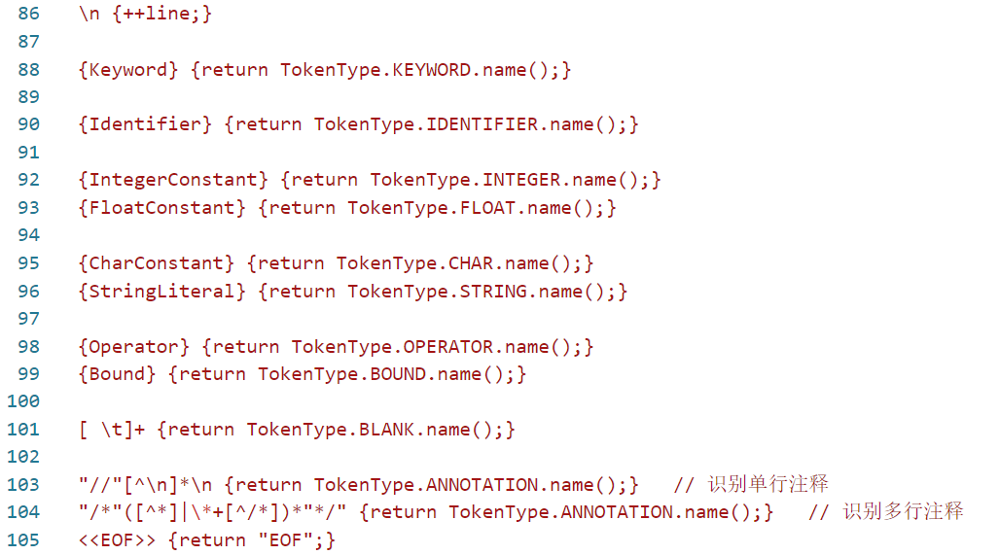 86 \n {++line;}
87
88 {Keyword} {return TokenType.KEYWORD.name();}
89
90 {Identifier} {return TokenType.IDENTIFIER.name();}
91
92 {IntegerConstant} {return TokenType.INTEGER.name();}
93 {FloatConstant} {return TokenType.FLOAT.name();}
94
95 {CharConstant} {return TokenType.CHAR.name();}
96 {StringLiteral} {return TokenType.STRING.name();}
97
98 {Operator} {return TokenType.OPERATOR.name();}
99 {Bound} {return TokenType.BOUND.name();}
100
101 [ \t]+ {return TokenType.BLANK.name();}
102
103 "//"[^\n]*\n {return TokenType.ANNOTATION.name();}   // 识别单行注释
104 "/*"([^*]|\*+[^/*])*"*/" {return TokenType.ANNOTATION.name();}   // 识别多行注释
105 <<EOF>> {return "EOF";}